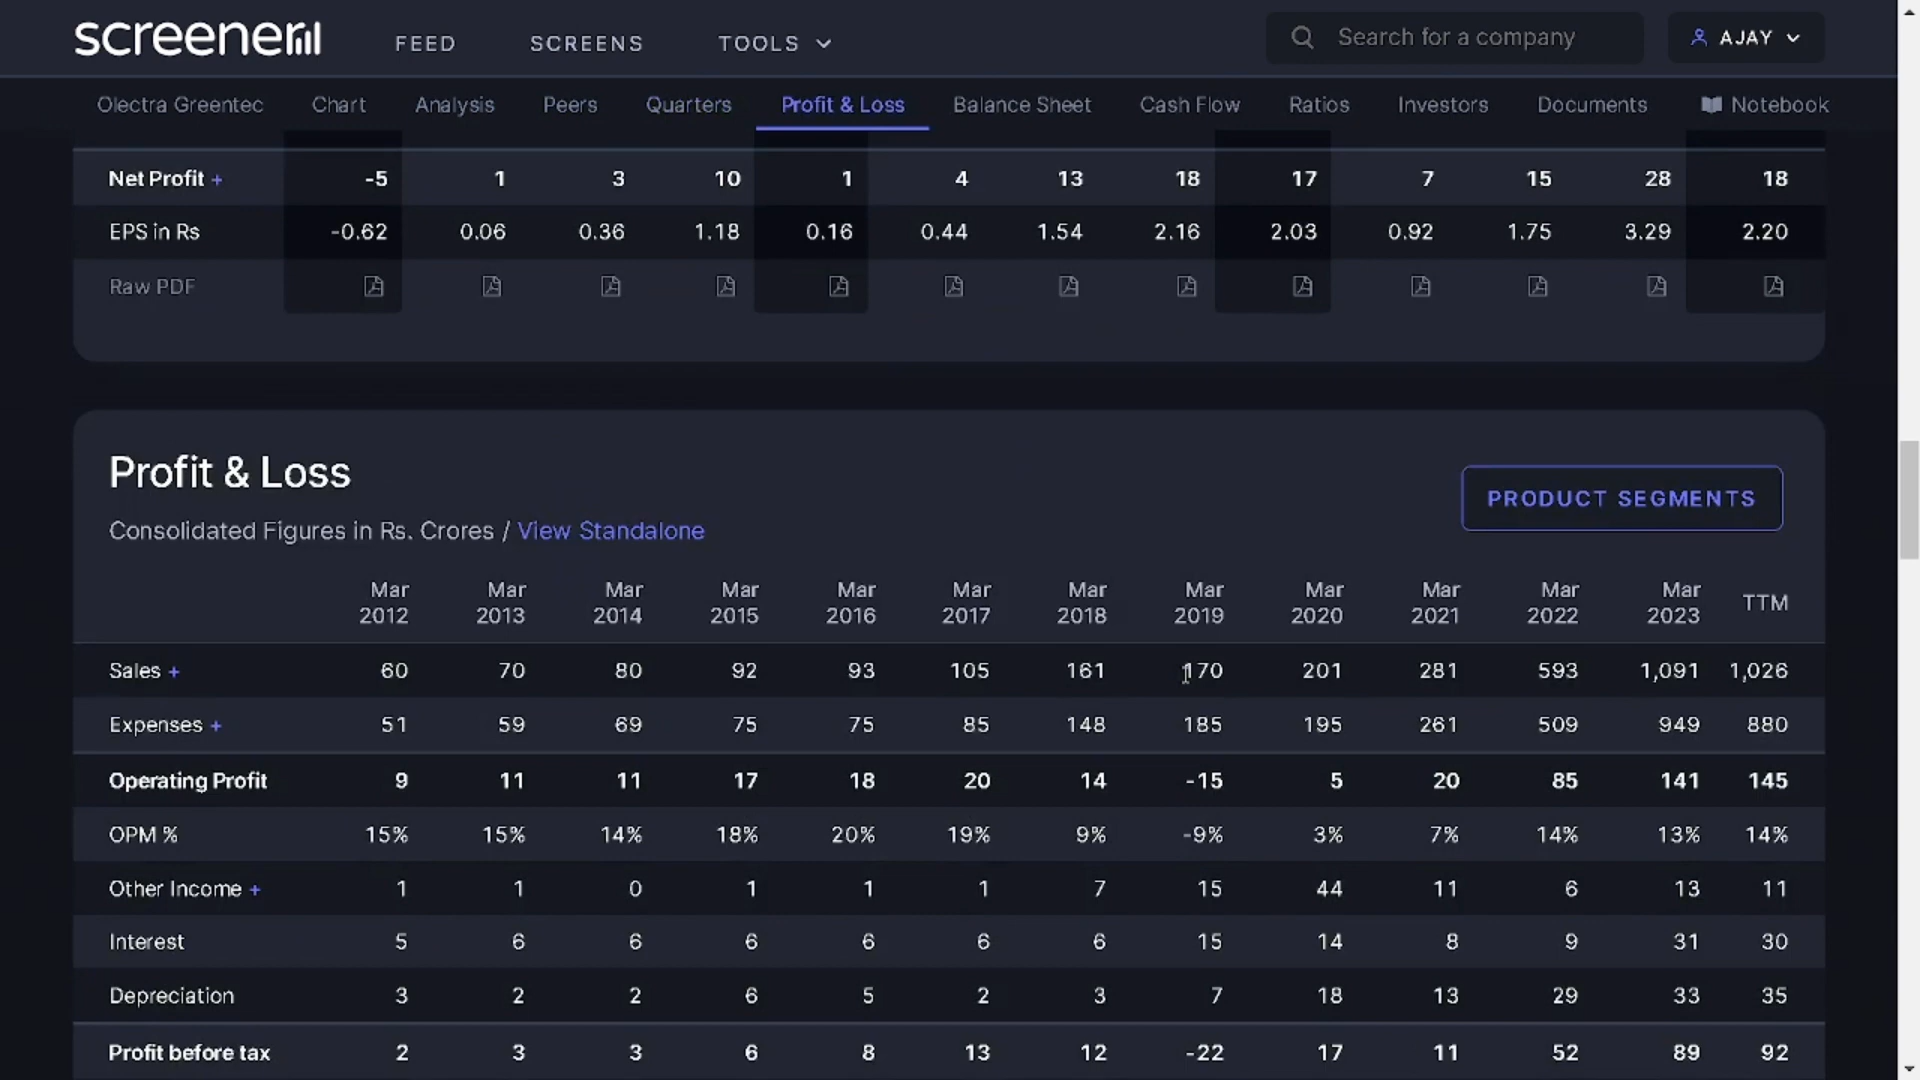 screener
FEED SCREENS TOOLS Search for a company AJAY
Olectra Greentec Chart Analysis Peers Quarters Profit & Loss Balance Sheet Cash Flow Ratios Investors Documents Notebook
Net Profit + -5 1 3 10 1 4 13 18 17 7 15 28 18
EPS in Rs -0.62 0.06 0.36 1.18 0.16 0.44 1.54 2.16 2.03 0.92 1.75 3.29 2.20
Raw PDF
Profit & Loss
PRODUCT SEGMENTS
Consolidated Figures in Rs. Crores / View Standalone
Mar 2012 Mar 2013 Mar 2014 Mar 2015 Mar 2016 Mar 2017 Mar 2018 Mar 2019 Mar 2020 Mar 2021 Mar 2022 Mar 2023 TTM
Sales + 60 70 80 92 93 105 161 170 201 281 593 1,091 1,026
Expenses + 51 59 69 75 75 85 148 185 195 261 509 949 880
Operating Profit 9 11 11 17 18 20 14 -15 5 20 85 141 145
OPM % 15% 15% 14% 18% 20% 19% 9% -9% 3% 7% 14% 13% 14%
Other Income + 1 1 0 1 1 1 7 15 44 11 6 13 11
Interest 5 6 6 6 6 6 6 15 14 8 9 31 30
Depreciation 3 2 2 6 5 2 3 7 18 13 29 33 35
Profit before tax 2 3 3 6 8 13 12 -22 17 11 52 89 92